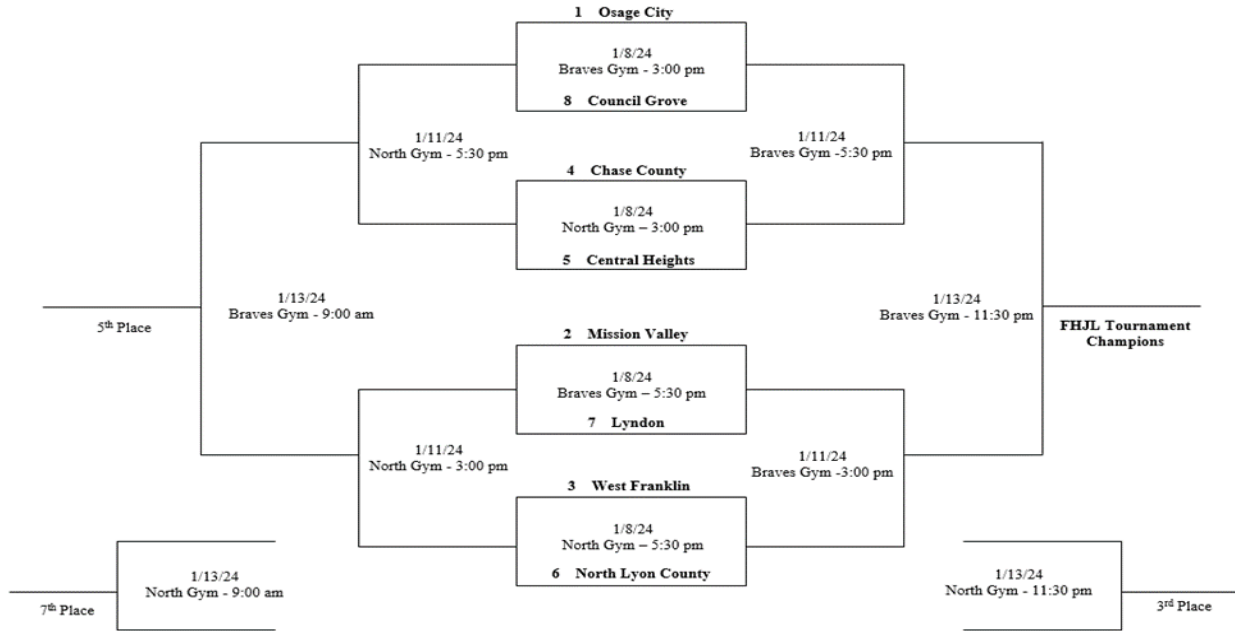 1 Osage City
1/8/24
Braves Gym - 3:00 pm
8 Council Grove
1/11/24
North Gym - 5:30 pm
1/11/24
Braves Gym -5:30 pm
4 Chase County
1/8/24
North Gym – 3:00 pm
5 Central Heights
1/13/24
Braves Gym - 9:00 am
5th Place
1/13/24
Braves Gym - 11:30 pm
FHJL Tournament
Champions
2 Mission Valley
1/8/24
Braves Gym – 5:30 pm
7 Lyndon
1/11/24
North Gym - 3:00 pm
1/11/24
Braves Gym -3:00 pm
3 West Franklin
1/8/24
North Gym – 5:30 pm
6 North Lyon County
1/13/24
North Gym - 9:00 am
7th Place
1/13/24
North Gym - 11:30 pm
3rd Place